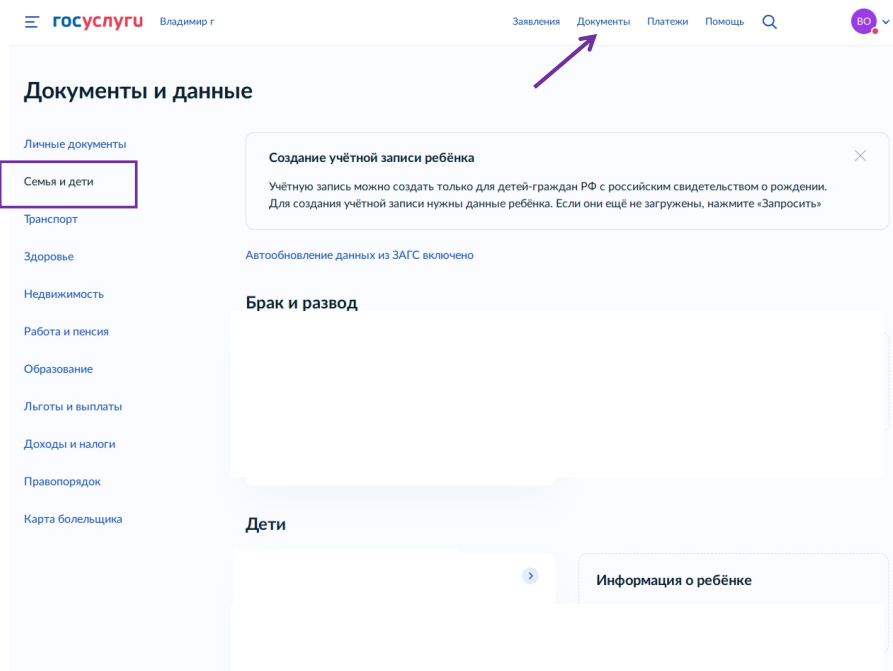 госуслуги
Владимир г
Заявления
Документы
Платежи
Помощь
ВО
Документы и данные
Личные документы
Семья и дети
Транспорт
Здоровье
Недвижимость
Работа и пенсия
Образование
Льготы и выплаты
Доходы и налоги
Правопорядок
Карта болельщика
Создание учётной записи ребёнка
Учётную запись можно создать только для детей-граждан РФ с российским свидетельством о рождении.
Для создания учётной записи нужны данные ребёнка. Если они ещё не загружены, нажмите «Запросить»
Автообновление данных из ЗАГС включено
Брак и развод
Дети
Информация о ребёнке